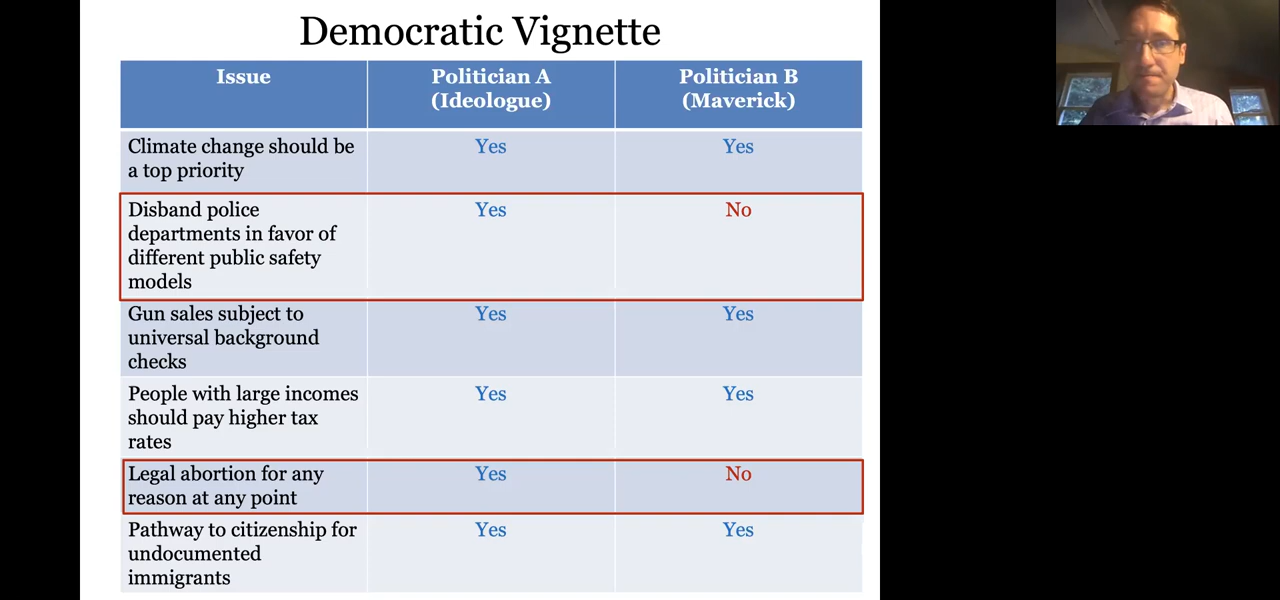 Democratic Vignette
Issue
Politician A
(Ideologue)
Politician B
(Maverick)
Climate change should be
a top priority
Yes
Yes
Disband police
departments in favor of
different public safety
models
Yes
No
Gun sales subject to
universal background
checks
Yes
Yes
People with large incomes
should pay higher tax
rates
Yes
Yes
Legal abortion for any
reason at any point
Yes
No
Pathway to citizenship for
undocumented
immigrants
Yes
Yes